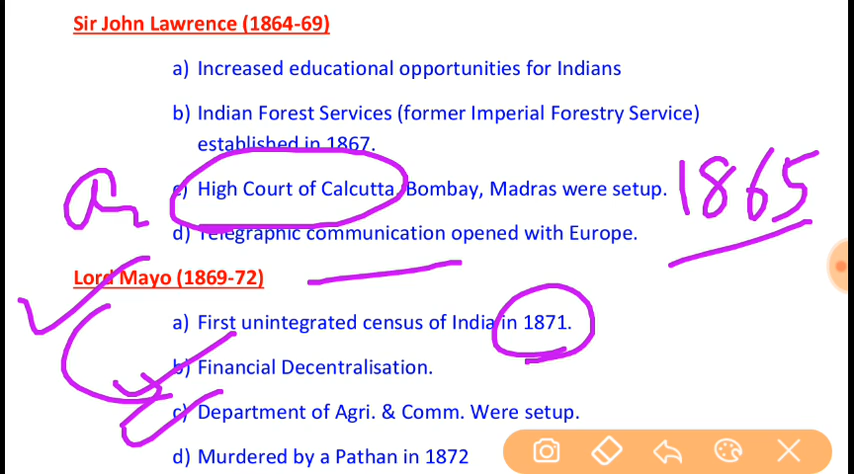 Sir John Lawrence (1864-69)
a) Increased educational opportunities for Indians
b) Indian Forest Services (former Imperial Forestry Service)
established in 1867.
c) High Court of Calcutta, Bombay, Madras were setup.
1865
d) Telegraphic communication opened with Europe.
Lord Mayo (1869-72)
a) First unintegrated census of India in 1871.
b) Financial Decentralisation.
c) Department of Agri. & Comm. Were setup.
d) Murdered by a Pathan in 1872